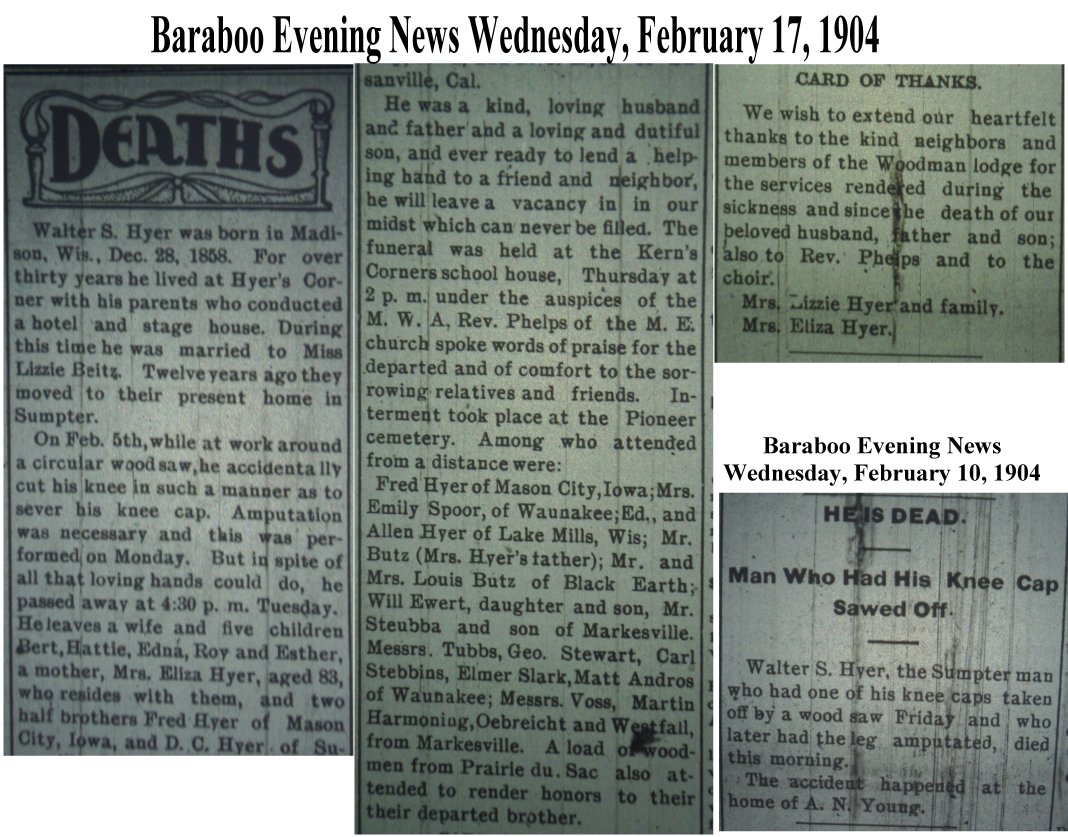 Baraboo Evening News Wednesday, February 17, 1904
DEATHS
Walter S. Hyer was born in Madi-
son, Wis., Dec. 28, 1858. For over
thirty years he lived at Hyer's Cor-
ner with his parents who conducted
a hotel and stage house. During
this time he was married to Miss
Lizzie Beitz. Twelve years ago they
moved to their present home in
Sumpter.
On Feb. 5th, while at work around
a circular wood saw, he accidentally
cut his knee in such a manner as to
sever his knee cap. Amputation
was necessary and this was per-
formed on Monday. But in spite of
all that loving hands could do, he
passed away at 4:30 p. m. Tuesday.
He leaves a wife and five children
Bert, Hattie, Edna, Roy and Esther,
a mother, Mrs. Eliza Hyer, aged 83,
who resides with them, and two
half brothers Fred Hyer of Mason
City, Iowa, and D. C. Hyer of Su-
sanville, Cal.
He was a kind, loving husband
and father and a loving and dutiful
son, and ever ready to lend a help-
ing hand to a friend and neighbor,
he will leave a vacancy in in our
midst which can never be filled. The
funeral was held at the Kern's
Corners school house, Thursday at
2 p. m. under the auspices of the
M. W. A, Rev. Phelps of the M. E.
church spoke words of praise for the
departed and of comfort to the sor-
rowing relatives and friends. In-
terment took place at the Pioneer
cemetery. Among who attended
from a distance were:
Fred Hyer of Mason City, Iowa; Mrs.
Emily Spoor, of Waunakee; Ed., and
Allen Hyer of Lake Mills, Wis; Mr.
Butz (Mrs. Hyer's father); Mr. and
Mrs. Louis Butz of Black Earth;
Will Ewert, daughter and son, Mr.
Steubba and son of Markesville.
Messrs. Tubbs, Geo. Stewart, Carl
Stebbins, Elmer Slark, Matt Andros
of Waunakee; Messrs. Voss, Martin
Harmoning, Oebreicht and Westfall,
from Markesville. A load of wood-
men from Prairie du. Sac also at-
tended to render honors to their
their departed brother.
CARD OF THANKS.
We wish to extend our heartfelt
thanks to the kind neighbors and
members of the Woodman lodge for
the services rendered during the
sickness and since the death of our
beloved husband, father and son;
also to Rev. Phelps and to the
choir.
Mrs. Lizzie Hyer and family.
Mrs. Eliza Hyer.
Baraboo Evening News
Wednesday, February 10, 1904
HE IS DEAD.
Man Who Had His Knee Cap
Sawed Off.
Walter S. Hyer, the Sumpter man
who had one of his knee caps taken
off by a wood saw Friday and who
later had the leg amputated, died
this morning.
The accident happened at the
home of A. N. Young.